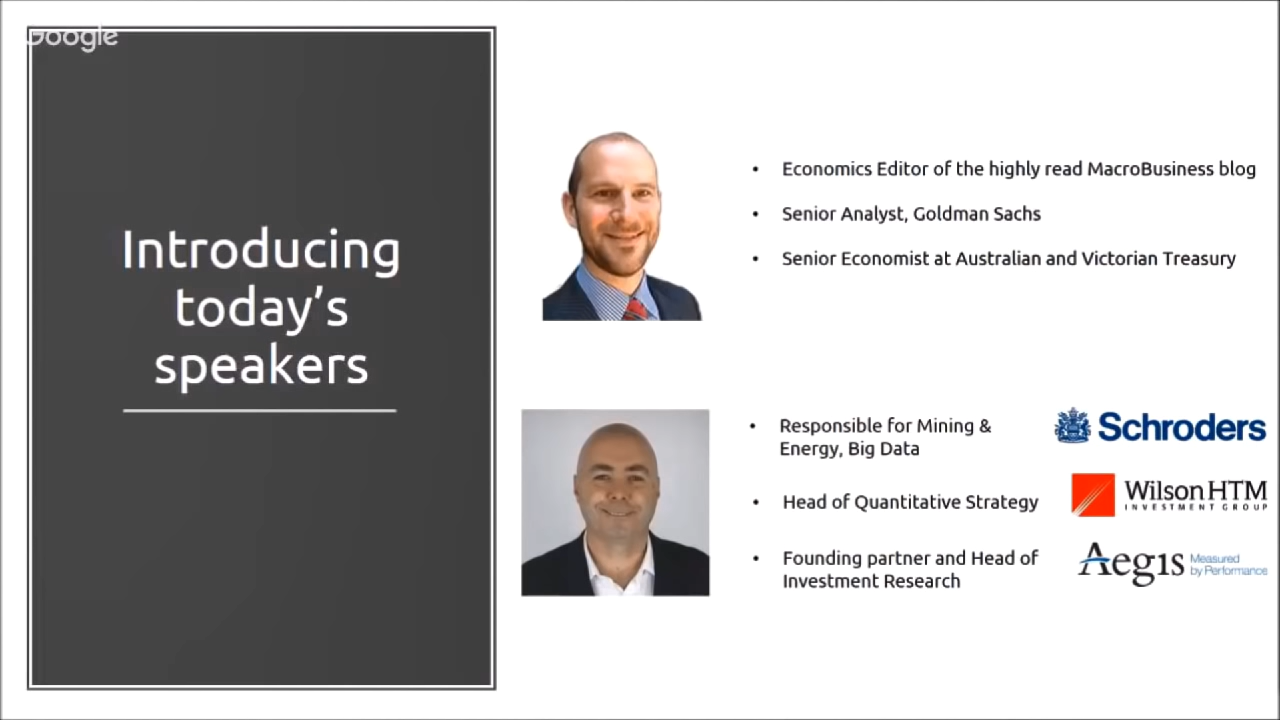 Google
Introducing
today's
speakers
• Economics Editor of the highly read MacroBusiness blog
• Senior Analyst, Goldman Sachs
• Senior Economist at Australian and Victorian Treasury
• Responsible for Mining &
Energy, Big Data
Schroders
• Head of Quantitative Strategy
WilsonHTM
INVESTMENT GROUP
• Founding partner and Head of
Investment Research
Aegis
Measured
by Performance